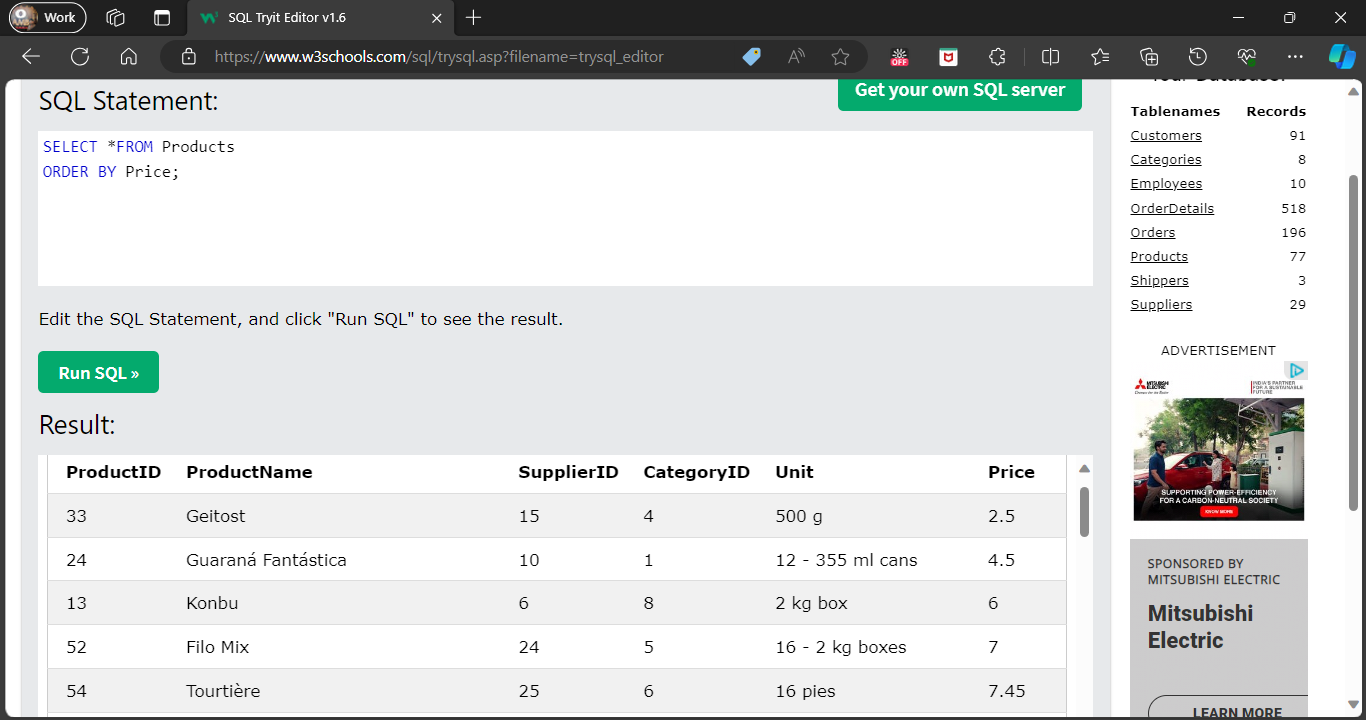 Work
SQL Tryit Editor v1.6
https://www.w3schools.com/sql/trysql.asp?filename=trysql_editor
OFF
SQL Statement:
Get your own SQL server
SELECT *FROM Products
ORDER BY Price;
Edit the SQL Statement, and click "Run SQL" to see the result.
Run SQL »
Result:
ProductID ProductName SupplierID CategoryID Unit Price
33 Geitost 15 4 500 g 2.5
24 Guaraná Fantástica 10 1 12 - 355 ml cans 4.5
13 Konbu 6 8 2 kg box 6
52 Filo Mix 24 5 16 - 2 kg boxes 7
54 Tourtière 25 6 16 pies 7.45
Your Database:
Tablenames Records
Customers 91
Categories 8
Employees 10
OrderDetails 518
Orders 196
Products 77
Shippers 3
Suppliers 29
ADVERTISEMENT
MITSUBISHI
ELECTRIC
Changes for the Better
INDIA'S PARTNER
FOR A SUSTAINABLE
FUTURE
SUPPORTING POWER-EFFICIENCY
FOR A CARBON-NEUTRAL SOCIETY
KNOW MORE
SPONSORED BY
MITSUBISHI ELECTRIC
Mitsubishi
Electric
LEARN MORE